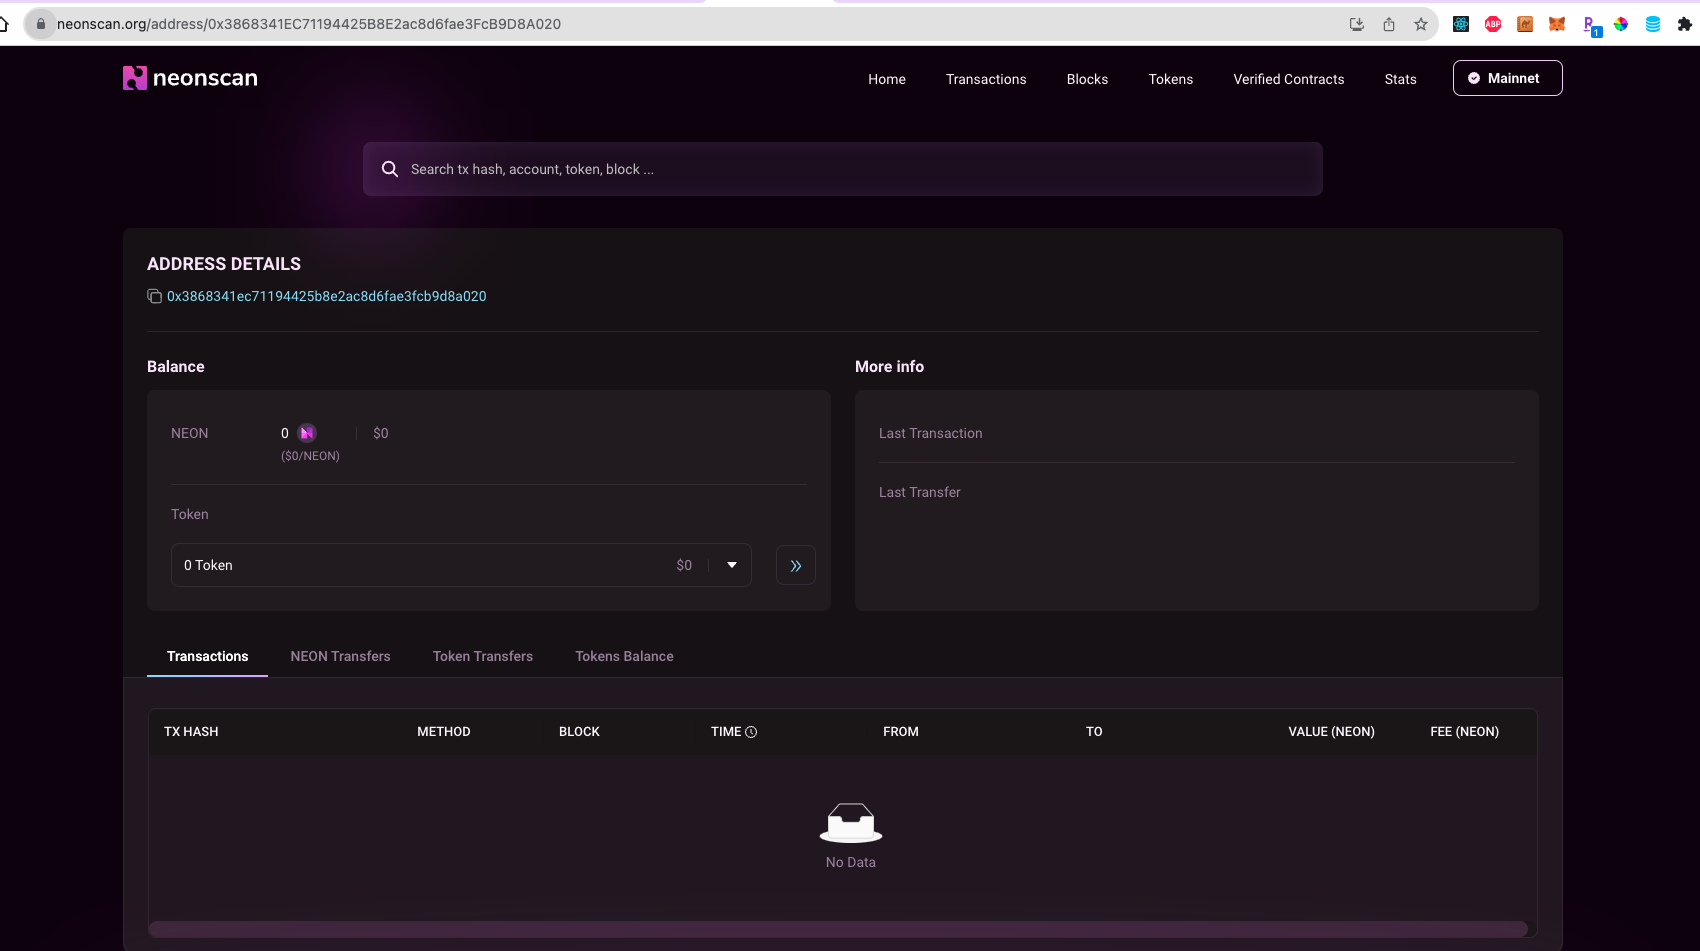 neonscan.org/address/0x3868341EC71194425B8E2ac8d6fae3FcB9D8A020
ABP
R 1
neonscan
Home Transactions Blocks Tokens Verified Contracts Stats Mainnet
Search tx hash, account, token, block ...
ADDRESS DETAILS
0x3868341ec71194425b8e2ac8d6fae3fcb9d8a020
Balance
More info
NEON 0 $0
($0/NEON)
Last Transaction
Last Transfer
Token
0 Token $0
Transactions NEON Transfers Token Transfers Tokens Balance
TX HASH METHOD BLOCK TIME FROM TO VALUE (NEON) FEE (NEON)
No Data